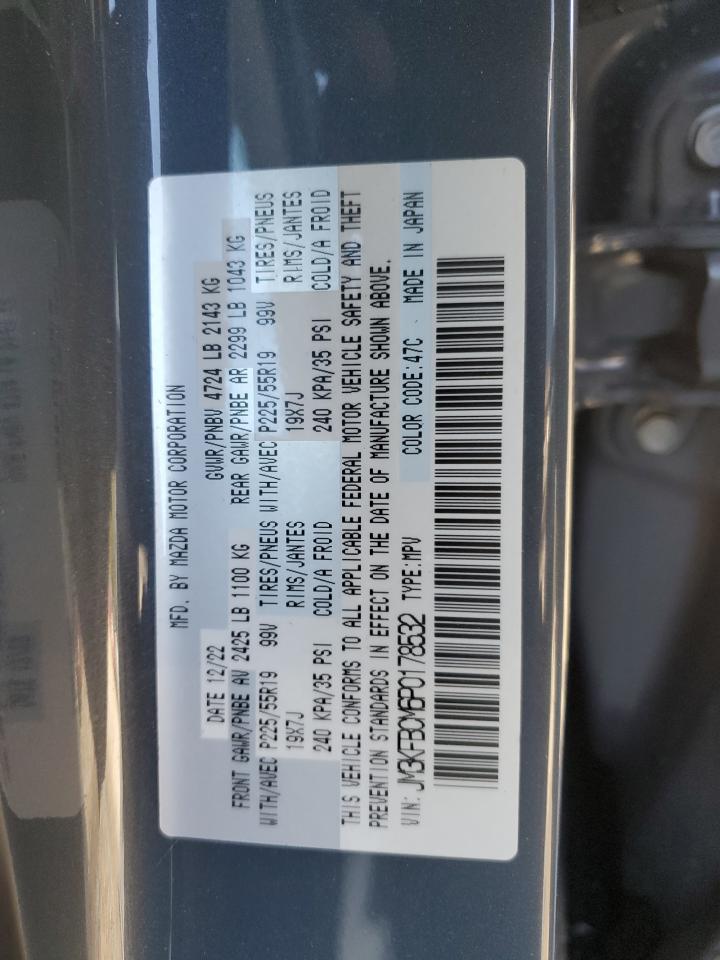 MFD. BY MAZDA MOTOR CORPORATION
DATE 12/22 GVWR/PNBV 4724 LB 2143 KG
FRONT GAWR/PNBE AV 2425 LB 1100 KG REAR GAWR/PNBE AR 2299 LB 1043 KG
WITH/AVEC P225/55R19 99V TIRES/PNEUS WITH/AVEC P225/55R19 99V TIRES/PNEUS
19X7J RIMS/JANTES 19X7J RIMS/JANTES
240 KPA/35 PSI COLD/A FROID 240 KPA/35 PSI COLD/A FROID
THIS VEHICLE CONFORMS TO ALL APPLICABLE FEDERAL MOTOR VEHICLE SAFETY AND THEFT
PREVENTION STANDARDS IN EFFECT ON THE DATE OF MANUFACTURE SHOWN ABOVE.
VIN: JM3KFBCM6P0178532 TYPE:MPV COLOR CODE:47C MADE IN JAPAN